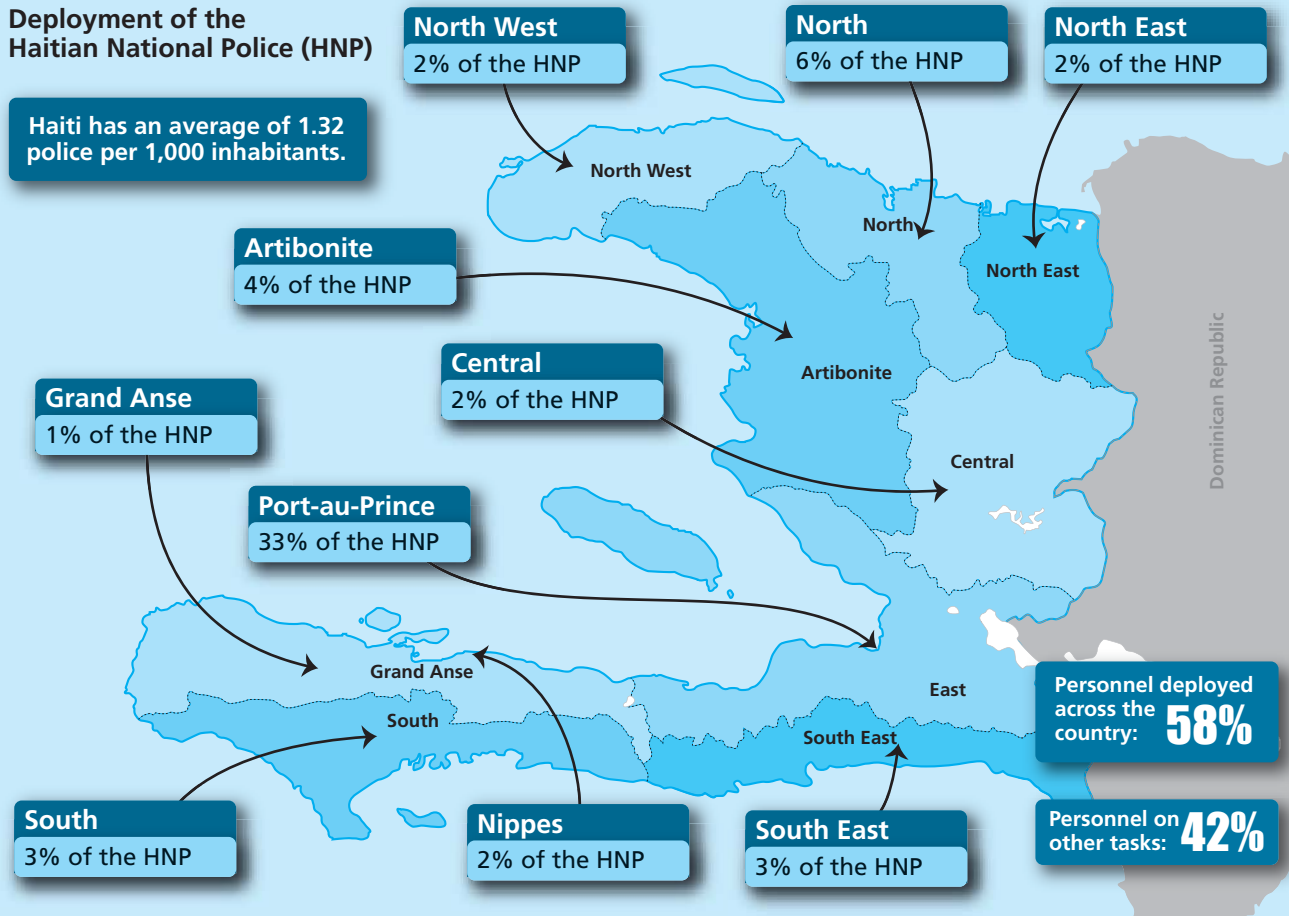 Deployment of the
Haitian National Police (HNP)
Haiti has an average of 1.32
police per 1,000 inhabitants.
North West
2% of the HNP
North
6% of the HNP
North East
2% of the HNP
Artibonite
4% of the HNP
Central
2% of the HNP
Grand Anse
1% of the HNP
Port-au-Prince
33% of the HNP
North West
North
North East
Artibonite
Central
Dominican Republic
Grand Anse
South
East
South East
Personnel deployed
across the
country: 58%
Personnel on
other tasks: 42%
South
3% of the HNP
Nippes
2% of the HNP
South East
3% of the HNP